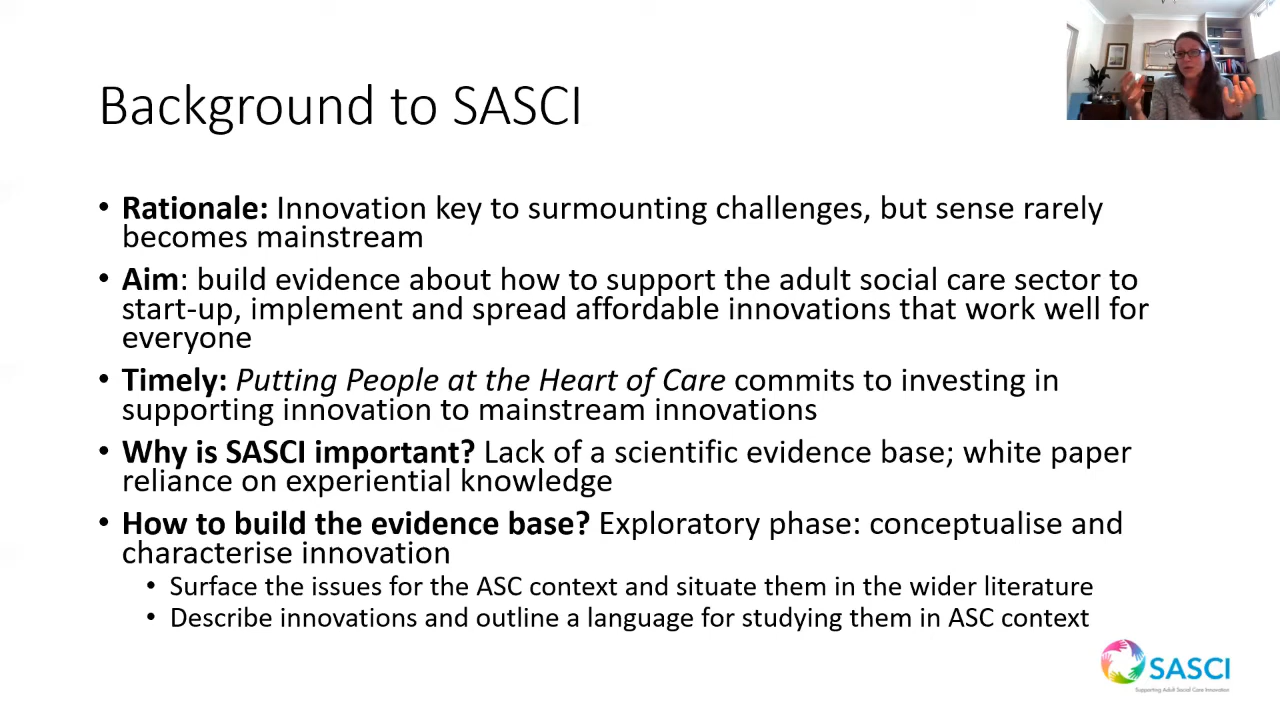 Background to SASCI
• Rationale: Innovation key to surmounting challenges, but sense rarely
becomes mainstream
• Aim: build evidence about how to support the adult social care sector to
start-up, implement and spread affordable innovations that work well for
everyone
• Timely: Putting People at the Heart of Care commits to investing in
supporting innovation to mainstream innovations
• Why is SASCI important? Lack of a scientific evidence base; white paper
reliance on experiential knowledge
• How to build the evidence base? Exploratory phase: conceptualise and
characterise innovation
• Surface the issues for the ASC context and situate them in the wider literature
• Describe innovations and outline a language for studying them in ASC context
SASCI
Supporting Adult Social Care Innovation